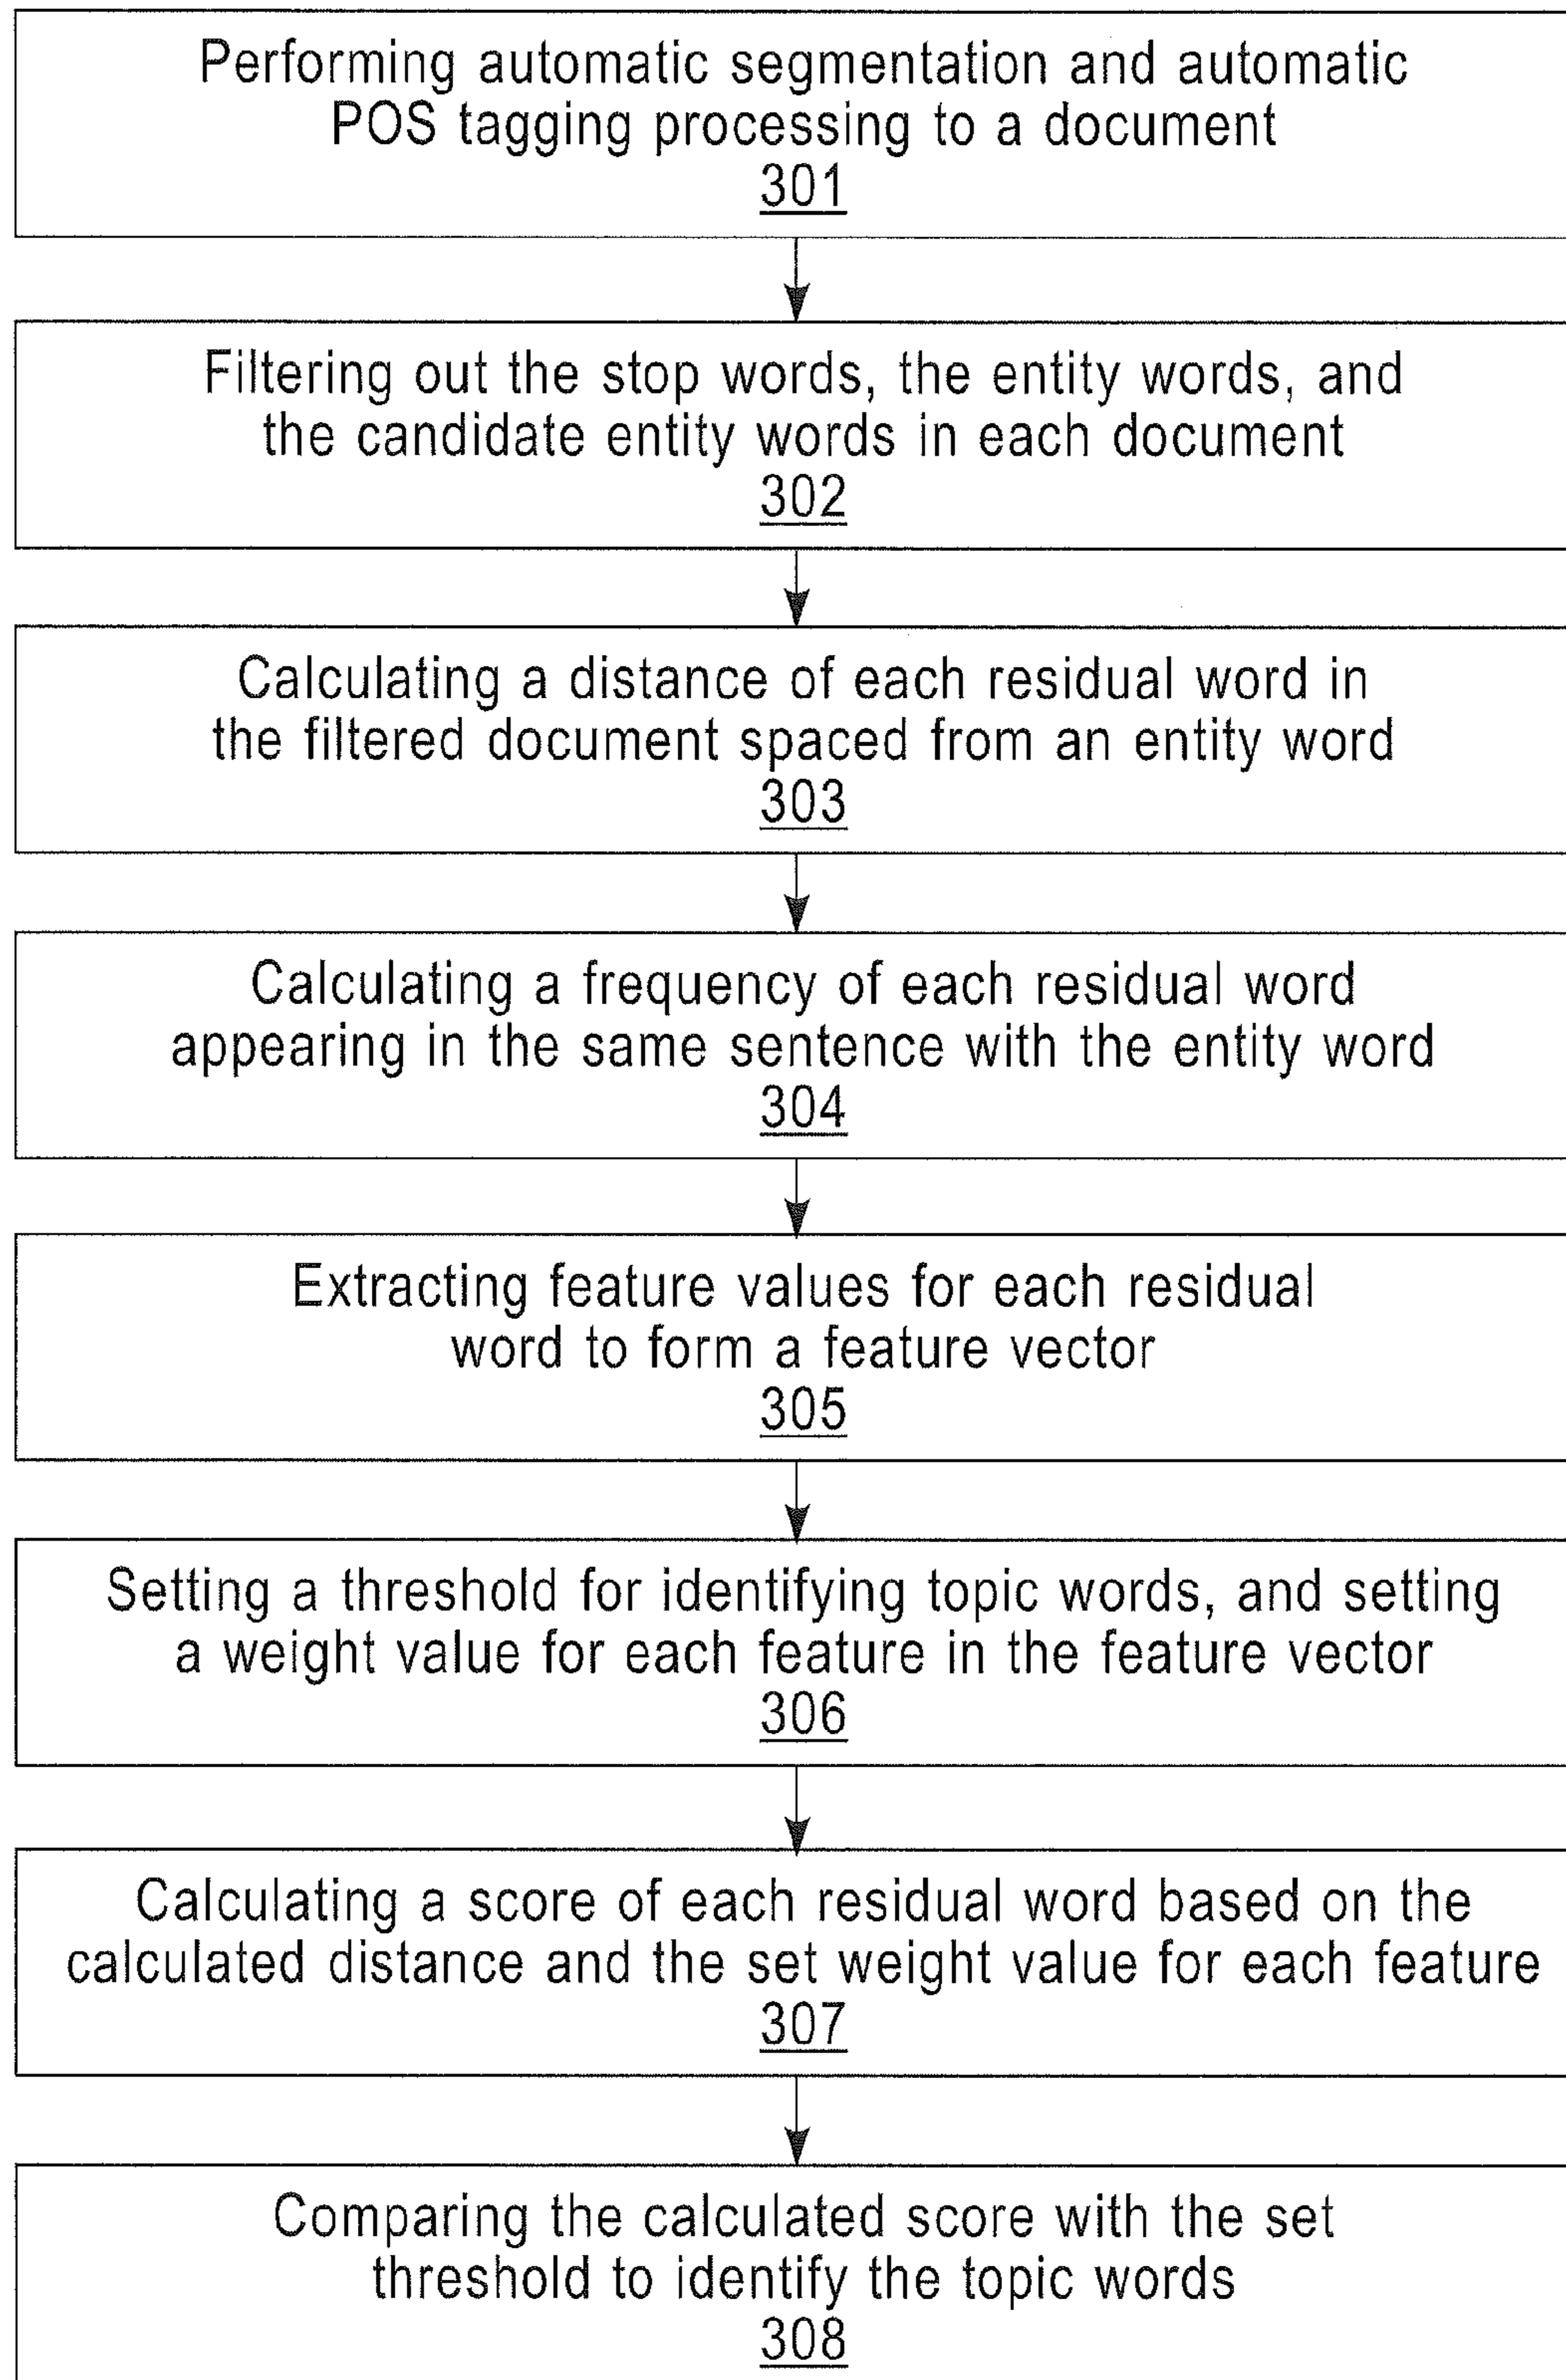 Performing automatic segmentation and automatic
POS tagging processing to a document
301
Filtering out the stop words, the entity words, and
the candidate entity words in each document
302
Calculating a distance of each residual word in
the filtered document spaced from an entity word
303
Calculating a frequency of each residual word
appearing in the same sentence with the entity word
304
Extracting feature values for each residual
word to form a feature vector
305
Setting a threshold for identifying topic words, and setting
a weight value for each feature in the feature vector
306
Calculating a score of each residual word based on the
calculated distance and the set weight value for each feature
307
Comparing the calculated score with the set
threshold to identify the topic words
308